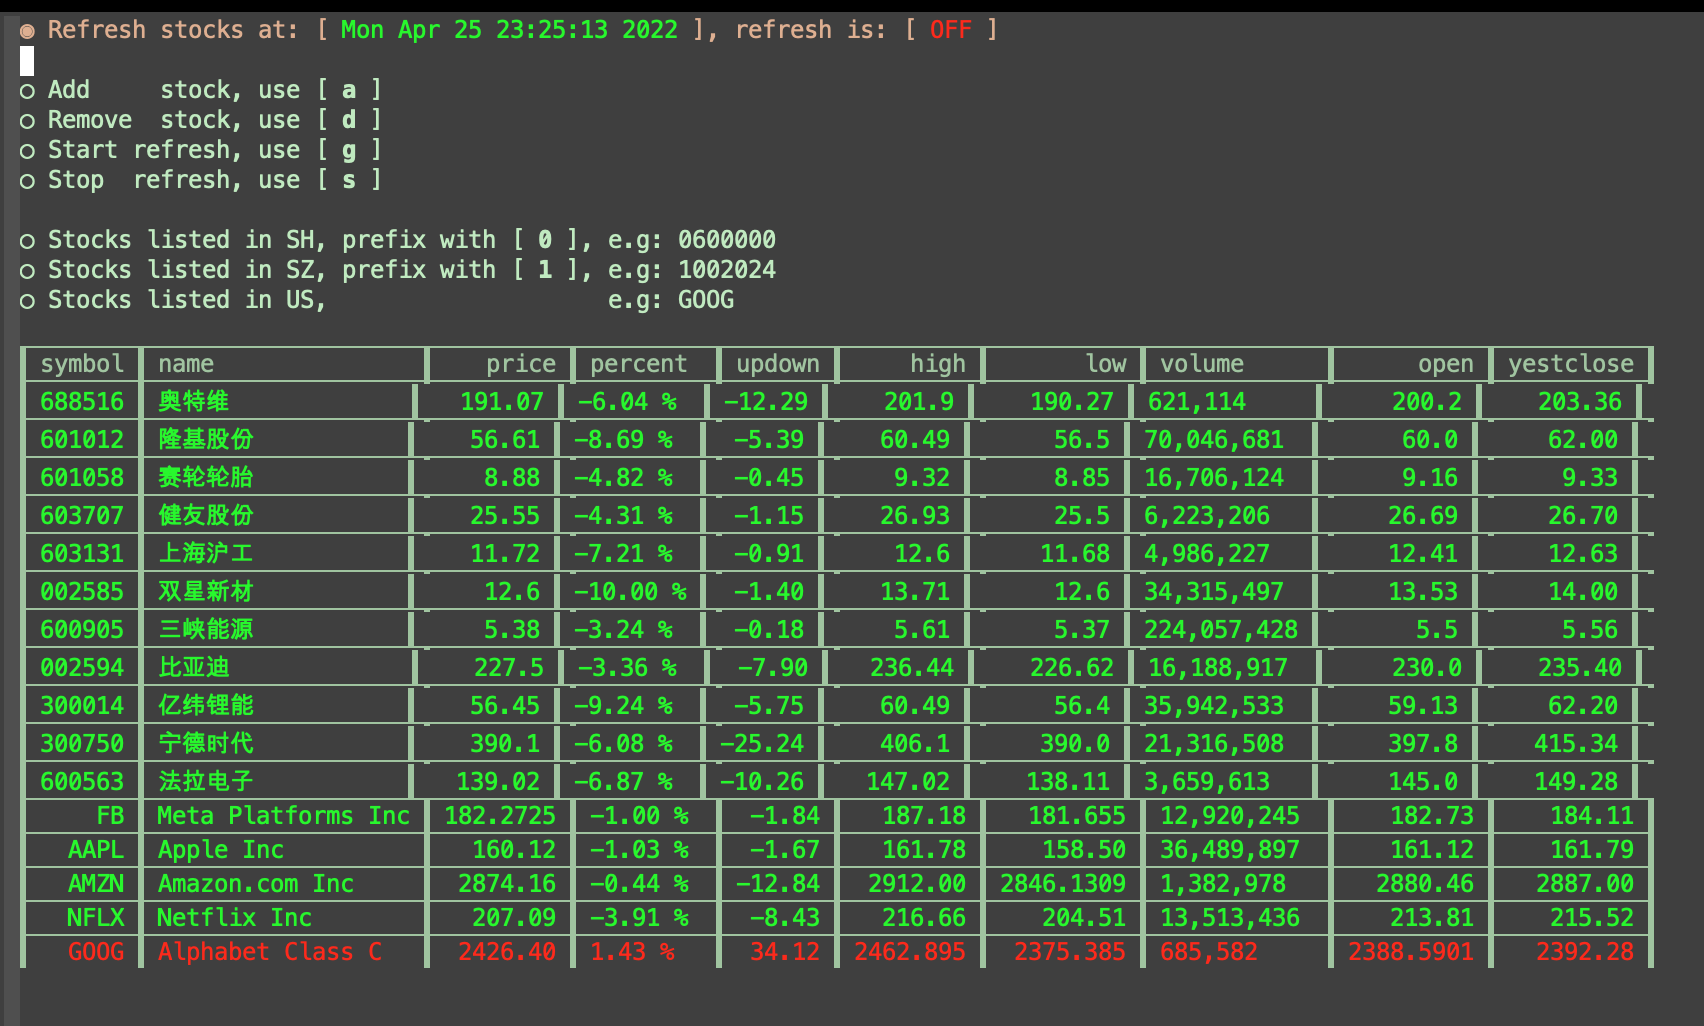 ◉ Refresh stocks at: [ Mon Apr 25 23:25:13 2022 ], refresh is: [ OFF ]
○ Add     stock, use [ a ]
○ Remove  stock, use [ d ]
○ Start refresh, use [ g ]
○ Stop  refresh, use [ s ]
○ Stocks listed in SH, prefix with [ 0 ], e.g: 0600000
○ Stocks listed in SZ, prefix with [ 1 ], e.g: 1002024
○ Stocks listed in US,                    e.g: GOOG
symbol name price percent updown high low volume open yestclose
688516 奥特维 191.07 -6.04 % -12.29 201.9 190.27 621,114 200.2 203.36
601012 隆基股份 56.61 -8.69 % -5.39 60.49 56.5 70,046,681 60.0 62.00
601058 赛轮轮胎 8.88 -4.82 % -0.45 9.32 8.85 16,706,124 9.16 9.33
603707 健友股份 25.55 -4.31 % -1.15 26.93 25.5 6,223,206 26.69 26.70
603131 上海沪工 11.72 -7.21 % -0.91 12.6 11.68 4,986,227 12.41 12.63
002585 双星新材 12.6 -10.00 % -1.40 13.71 12.6 34,315,497 13.53 14.00
600905 三峡能源 5.38 -3.24 % -0.18 5.61 5.37 224,057,428 5.5 5.56
002594 比亚迪 227.5 -3.36 % -7.90 236.44 226.62 16,188,917 230.0 235.40
300014 亿纬锂能 56.45 -9.24 % -5.75 60.49 56.4 35,942,533 59.13 62.20
300750 宁德时代 390.1 -6.08 % -25.24 406.1 390.0 21,316,508 397.8 415.34
600563 法拉电子 139.02 -6.87 % -10.26 147.02 138.11 3,659,613 145.0 149.28
FB Meta Platforms Inc 182.2725 -1.00 % -1.84 187.18 181.655 12,920,245 182.73 184.11
AAPL Apple Inc 160.12 -1.03 % -1.67 161.78 158.50 36,489,897 161.12 161.79
AMZN Amazon.com Inc 2874.16 -0.44 % -12.84 2912.00 2846.1309 1,382,978 2880.46 2887.00
NFLX Netflix Inc 207.09 -3.91 % -8.43 216.66 204.51 13,513,436 213.81 215.52
GOOG Alphabet Class C 2426.40 1.43 % 34.12 2462.895 2375.385 685,582 2388.5901 2392.28